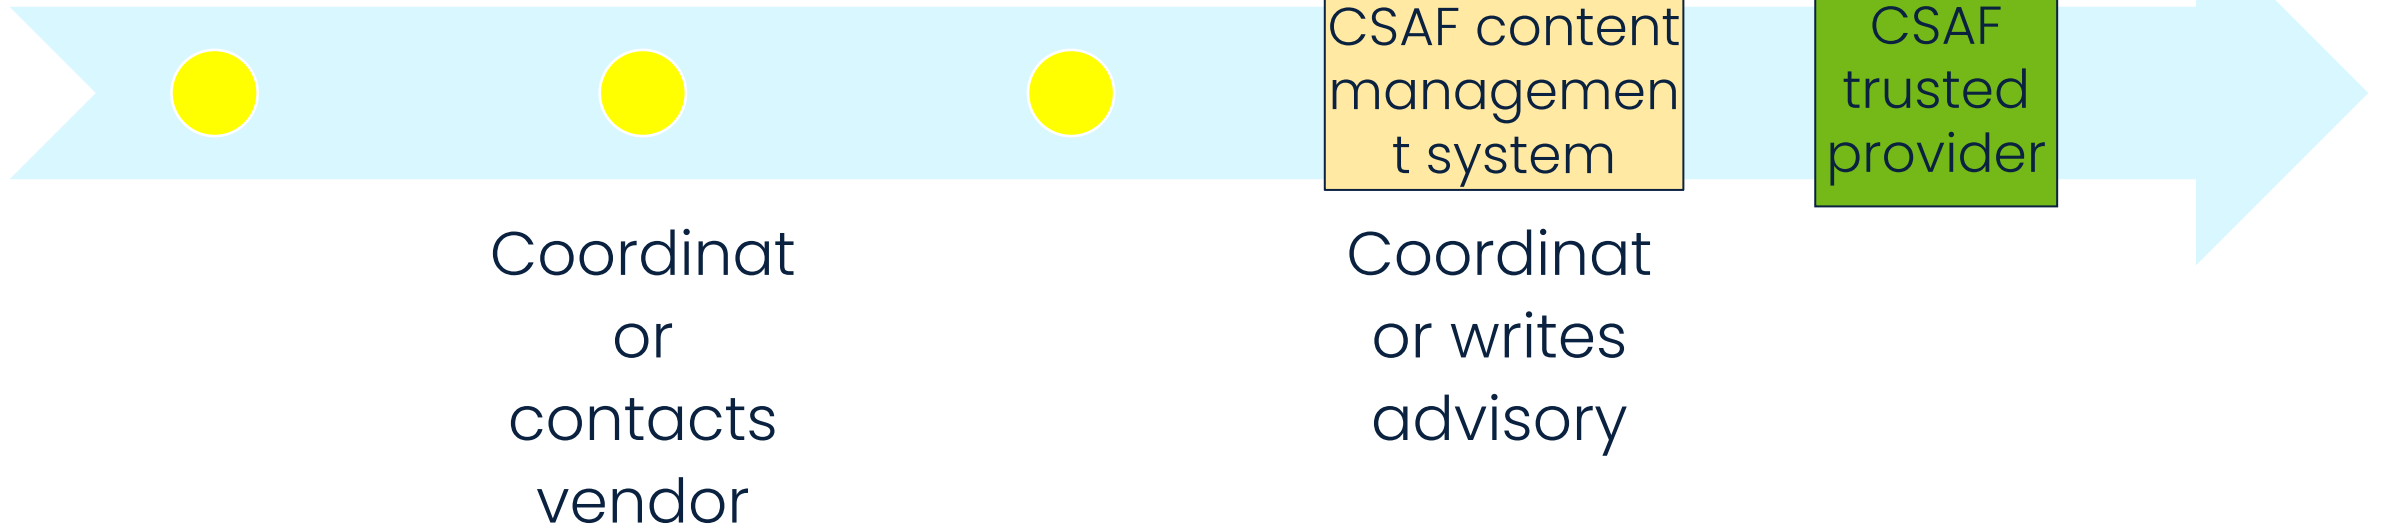 CSAF content
managemen
t system
CSAF
trusted
provider
Coordinat
or
contacts
vendor
Coordinat
or writes
advisory